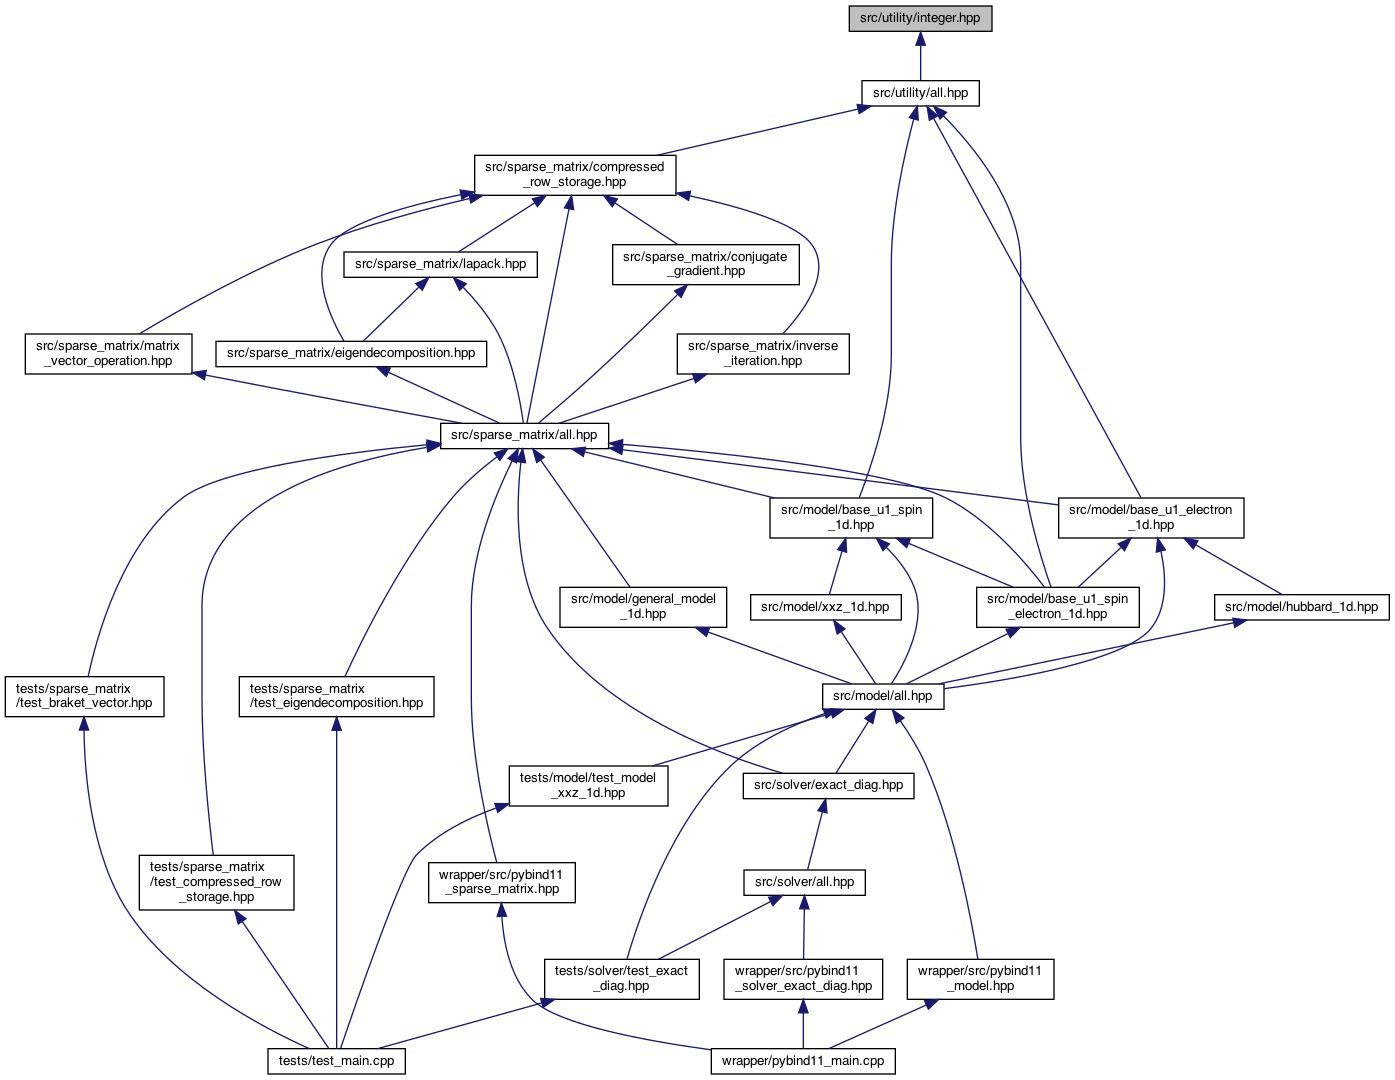 src/utility/integer.hpp
src/utility/all.hpp
src/sparse_matrix/compressed
_row_storage.hpp
src/sparse_matrix/lapack.hpp
src/sparse_matrix/conjugate
_gradient.hpp
src/sparse_matrix/matrix
_vector_operation.hpp
src/sparse_matrix/eigendecomposition.hpp
src/sparse_matrix/inverse
_iteration.hpp
src/sparse_matrix/all.hpp
src/model/base_u1_spin
_1d.hpp
src/model/base_u1_electron
_1d.hpp
src/model/general_model
_1d.hpp
src/model/xxz_1d.hpp
src/model/base_u1_spin
_electron_1d.hpp
src/model/hubbard_1d.hpp
tests/sparse_matrix
/test_braket_vector.hpp
tests/sparse_matrix
/test_eigendecomposition.hpp
src/model/all.hpp
tests/model/test_model
_xxz_1d.hpp
src/solver/exact_diag.hpp
tests/sparse_matrix
/test_compressed_row
_storage.hpp
wrapper/src/pybind11
_sparse_matrix.hpp
src/solver/all.hpp
tests/solver/test_exact
_diag.hpp
wrapper/src/pybind11
_solver_exact_diag.hpp
wrapper/src/pybind11
_model.hpp
tests/test_main.cpp
wrapper/pybind11_main.cpp